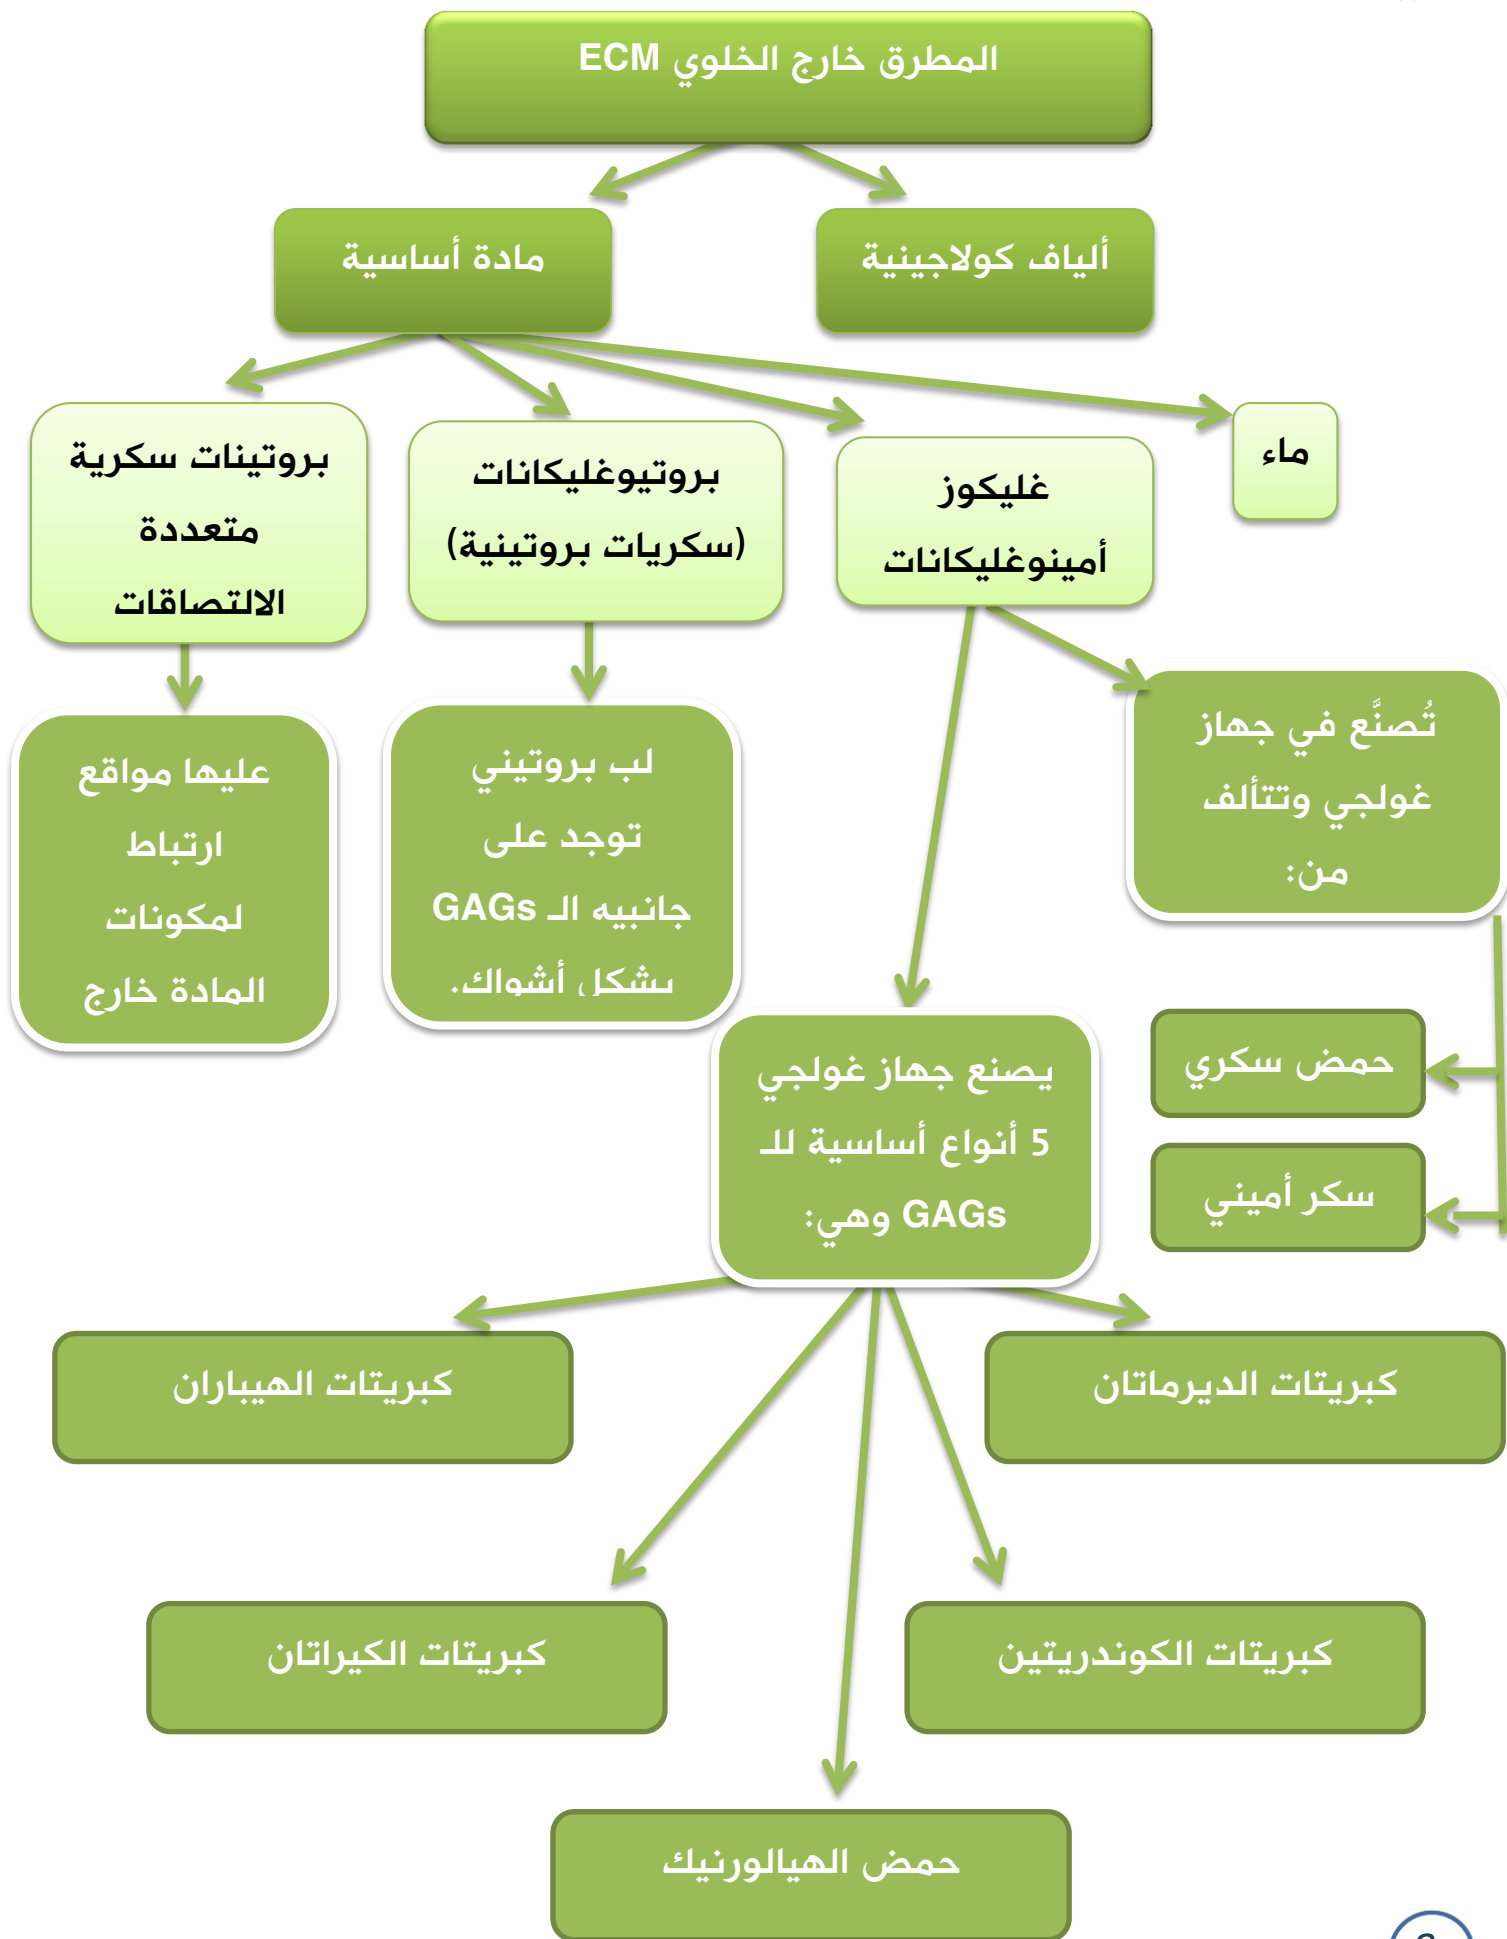 المطرق خارج الخلوي ECM
ألياف كولاجينية
مادة أساسية
ماء
غليكوز
أمينوغليكانات
بروتيوغليكانات
(سكريات بروتينية)
بروتينات سكرية
متعددة
الالتصاقات
تُصنَّع في جهاز
غولجي وتتألف
من:
لب بروتيني
توجد على
جانبيه الـ GAGs
بشكل أشواك.
عليها مواقع
ارتباط
لمكونات
المادة خارج
حمض سكري
سكر أميني
يصنع جهاز غولجي
5 أنواع أساسية للـ
GAGs وهي:
كبريتات الديرماتان
كبريتات الهيباران
كبريتات الكوندريتين
كبريتات الكيراتان
حمض الهيالورنيك